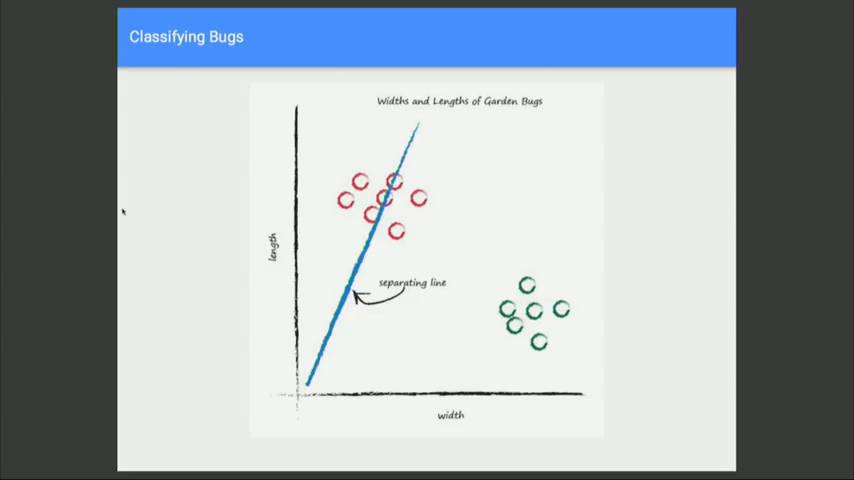 Classifying Bugs
Widths and Lengths of Garden Bugs
length
separating line
width